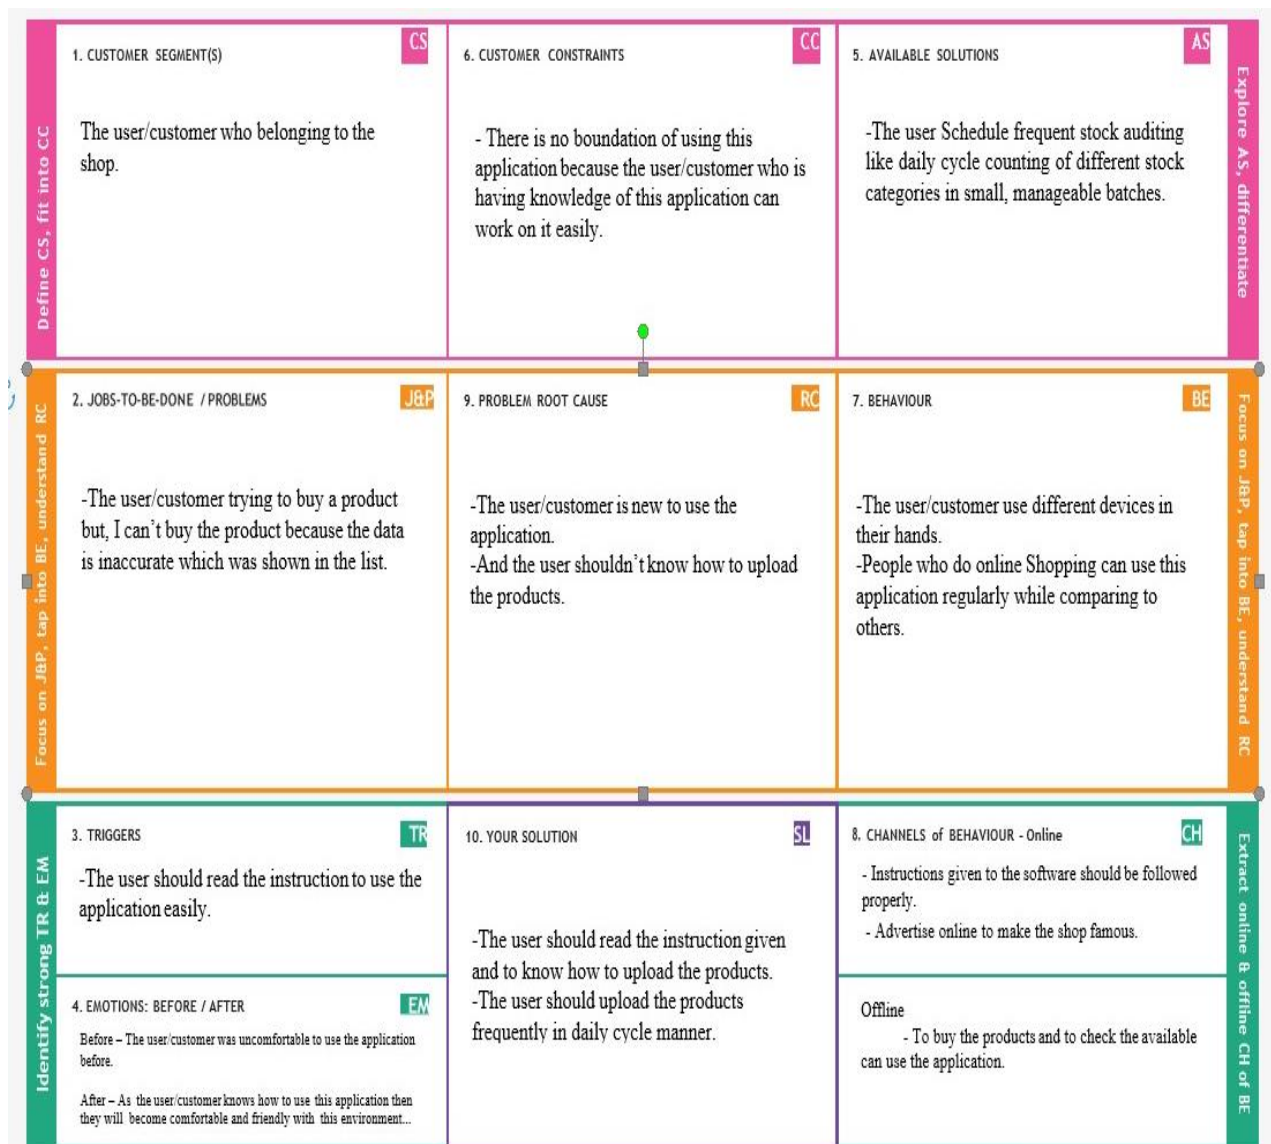 Define CS, fit into CC
1. CUSTOMER SEGMENT(S)
CS
The user/customer who belonging to the
shop.
6. CUSTOMER CONSTRAINTS
CC
- There is no boundation of using this
application because the user/customer who is
having knowledge of this application can
work on it easily.
5. AVAILABLE SOLUTIONS
AS
-The user Schedule frequent stock auditing
like daily cycle counting of different stock
categories in small, manageable batches.
Explore AS, differentiate
Focus on J&P, tap into BE, understand RC
2. JOBS-TO-BE-DONE / PROBLEMS
J&P
-The user/customer trying to buy a product
but, I can't buy the product because the data
is inaccurate which was shown in the list.
9. PROBLEM ROOT CAUSE
RC
-The user/customer is new to use the
application.
-And the user shouldn't know how to upload
the products.
7. BEHAVIOUR
BE
-The user/customer use different devices in
their hands.
-People who do online Shopping can use this
application regularly while comparing to
others.
Focus on J&P, tap into BE, understand RC
Identify strong TR & EM
3. TRIGGERS
TR
-The user should read the instruction to use the
application easily.
4. EMOTIONS: BEFORE / AFTER
EM
Before – The user/customer was uncomfortable to use the application
before.
After – As the user/customer knows how to use this application then
they will become comfortable and friendly with this environment...
10. YOUR SOLUTION
SL
-The user should read the instruction given
and to know how to upload the products.
-The user should upload the products
frequently in daily cycle manner.
8. CHANNELS of BEHAVIOUR - Online
CH
- Instructions given to the software should be followed
properly.
- Advertise online to make the shop famous.
Offline
- To buy the products and to check the available
can use the application.
Extract online & offline CH of BE